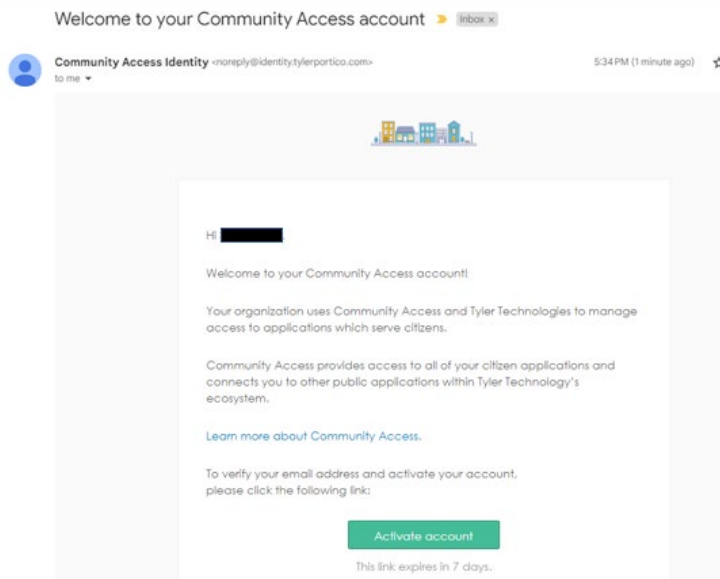 Welcome to your Community Access account
Inbox x
Community Access Identity <noreply@identity.tylerportico.com>
5:34 PM (1 minute ago)
to me
Hi
Welcome to your Community Access account!
Your organization uses Community Access and Tyler Technologies to manage
access to applications which serve citizens.
Community Access provides access to all of your citizen applications and
connects you to other public applications within Tyler Technology's
ecosystem.
Learn more about Community Access.
To verify your email address and activate your account,
please click the following link:
Activate account
This link expires in 7 days.